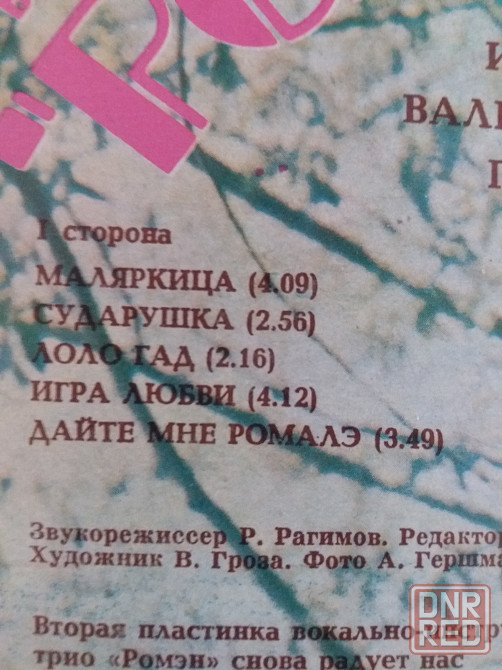 "РО
ВАЛ
I сторона
МАЛЯРКИЦА (4.09)
СУДАРУШКА (2.56)
ЛОЛО ГАД (2.16)
ИГРА ЛЮБВИ (4.12)
ДАЙТЕ МНЕ РОМАЛЭ (3.49)
Звукорежиссер Р. Рагимов. Редактор
Художник В. Гроза. Фото А. Гершма
Вторая пластинка вокально-инстру
трио «Ромэн» снова радует нас
DNR
RED